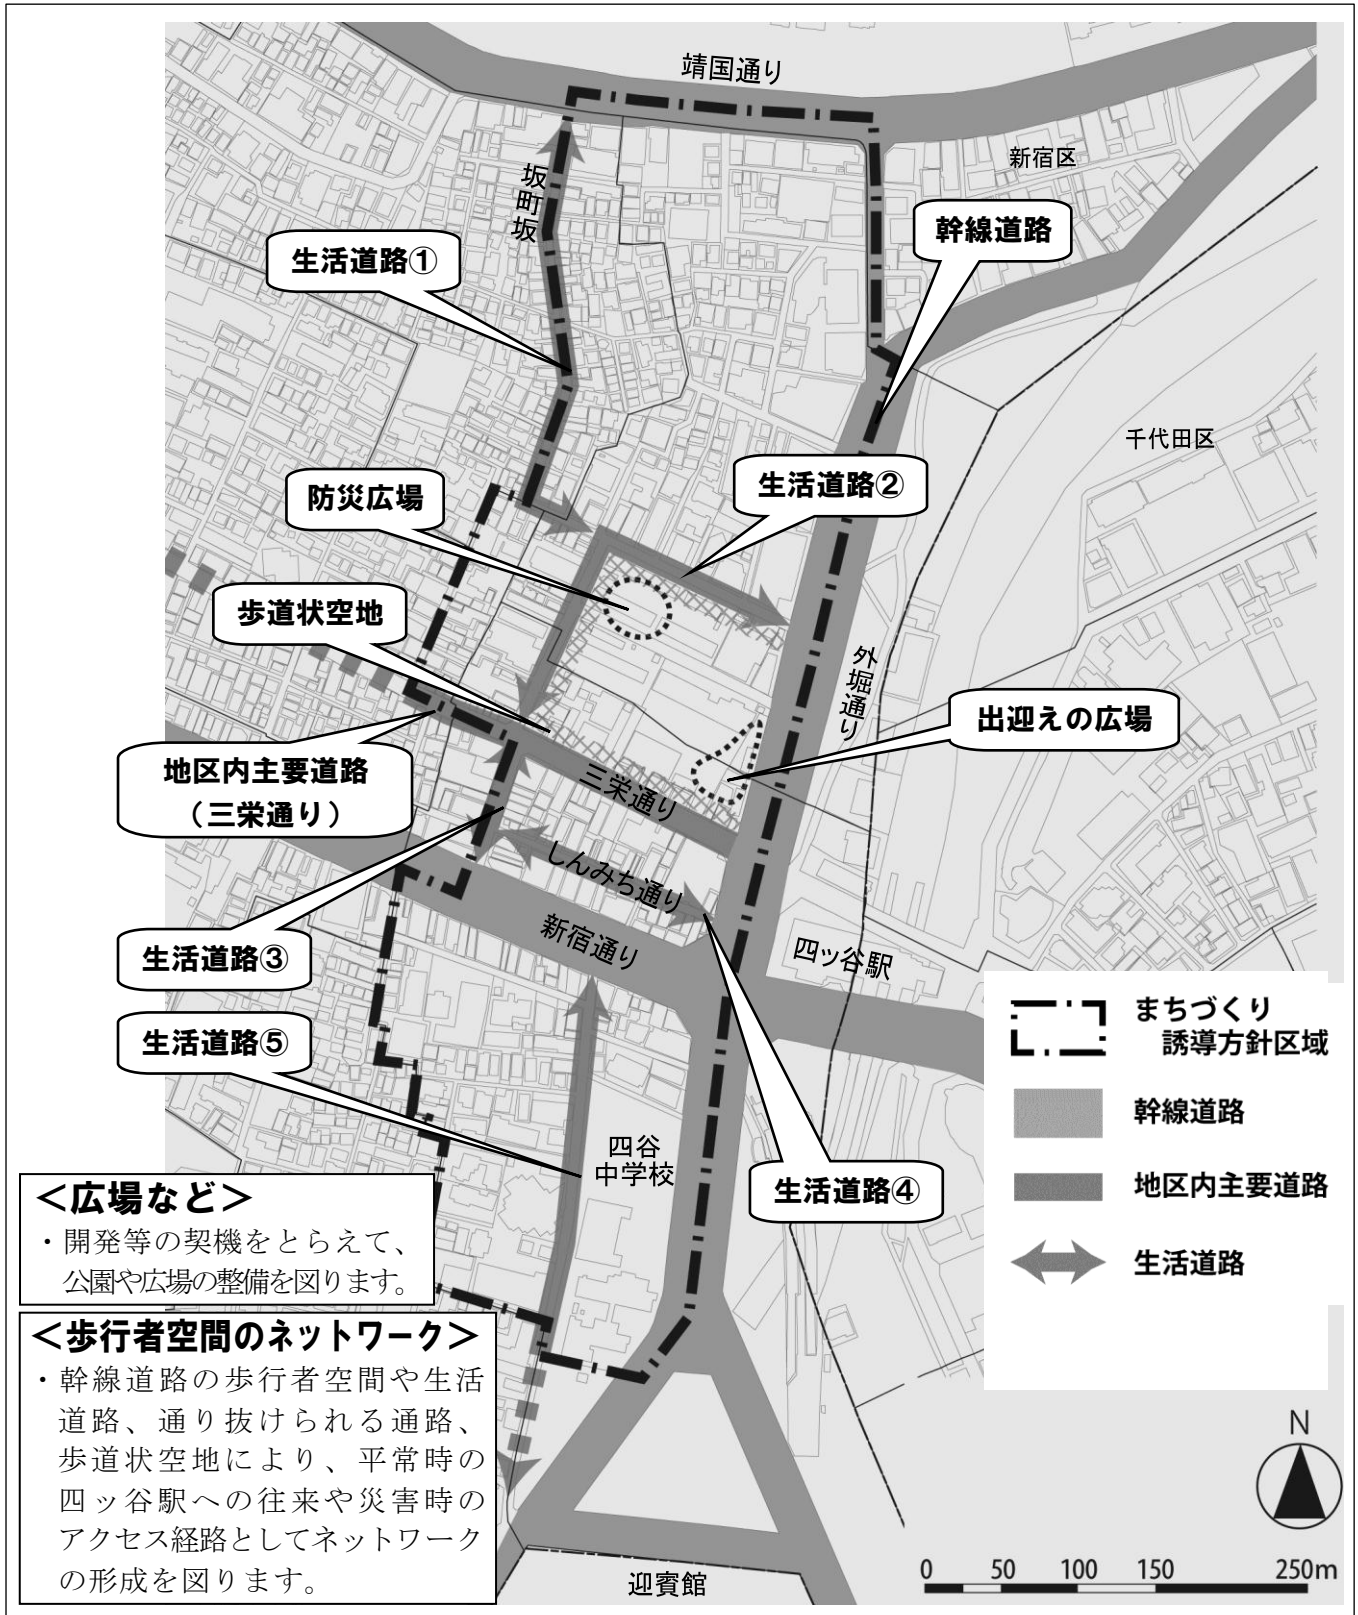 靖国通り
新宿区
坂町坂
幹線道路
生活道路①
千代田区
生活道路②
防災広場
歩道状空地
外堀通り
出迎えの広場
地区内主要道路
（三栄通り）
三栄通り
しんみち通り
新宿通り
生活道路③
四ッ谷駅
生活道路⑤
四谷
中学校
生活道路④
まちづくり
誘導方針区域
幹線道路
地区内主要道路
生活道路
＜広場など＞
・開発等の契機をとらえて、
公園や広場の整備を図ります。
＜歩行者空間のネットワーク＞
・幹線道路の歩行者空間や生活
道路、通り抜けられる通路、
歩道状空地により、平常時の
四ッ谷駅への往来や災害時の
アクセス経路としてネットワーク
の形成を図ります。
迎賓館
N
0 50 100 150 250m